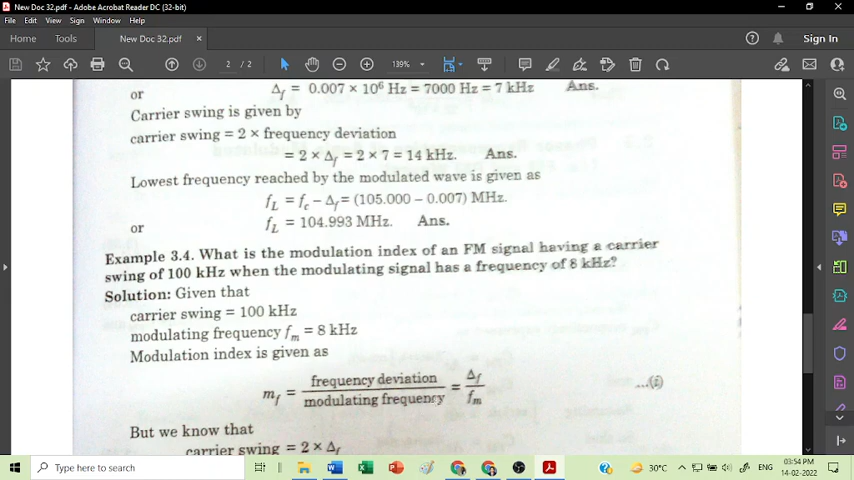 New Doc 32.pdf - Adobe Acrobat Reader DC (32-bit)
File Edit View Sign Window Help
Home Tools New Doc 32.pdf × Sign In
2 / 2 139%
or Δf = 0.007 × 10⁶ Hz = 7000 Hz = 7 kHz Ans.
Carrier swing is given by
carrier swing = 2 × frequency deviation
= 2 × Δf = 2 × 7 = 14 kHz. Ans.
Lowest frequency reached by the modulated wave is given as
fL = fc – Δf = (105.000 – 0.007) MHz.
or fL = 104.993 MHz. Ans.
Example 3.4. What is the modulation index of an FM signal having a carrier
swing of 100 kHz when the modulating signal has a frequency of 8 kHz?
Solution: Given that
carrier swing = 100 kHz
modulating frequency fm = 8 kHz
Modulation index is given as
mf = frequency deviation / modulating frequency = Δf / fm ...(i)
But we know that
carrier swing = 2 × Δf
Type here to search
30°C ENG 03:54 PM
14-02-2022